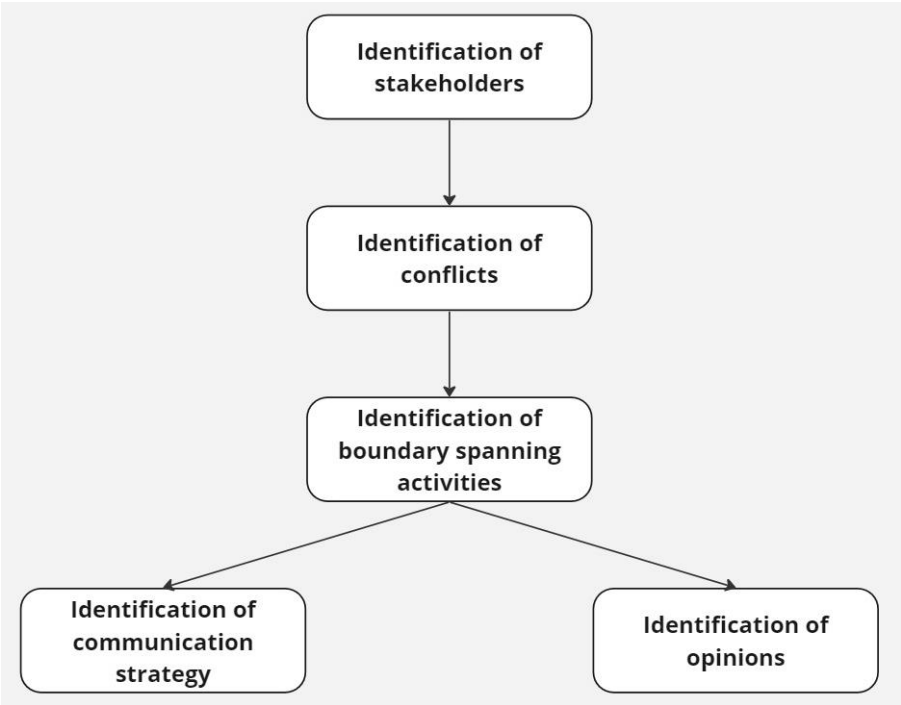 Identification of
stakeholders
Identification of
conflicts
Identification of
boundary spanning
activities
Identification of
communication
strategy
Identification of
opinions